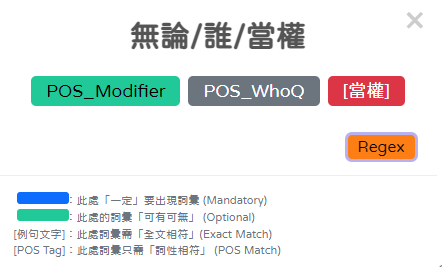 ×
無論/誰/當權
POS_Modifier POS_WhoQ [當權]
Regex
：此處「一定」要出現詞彙 (Mandatory)
：此處的詞彙「可有可無」 (Optional)
[例句文字]：此處詞彙需「全文相符」(Exact Match)
[POS Tag]：此處詞彙只需「詞性相符」 (POS Match)